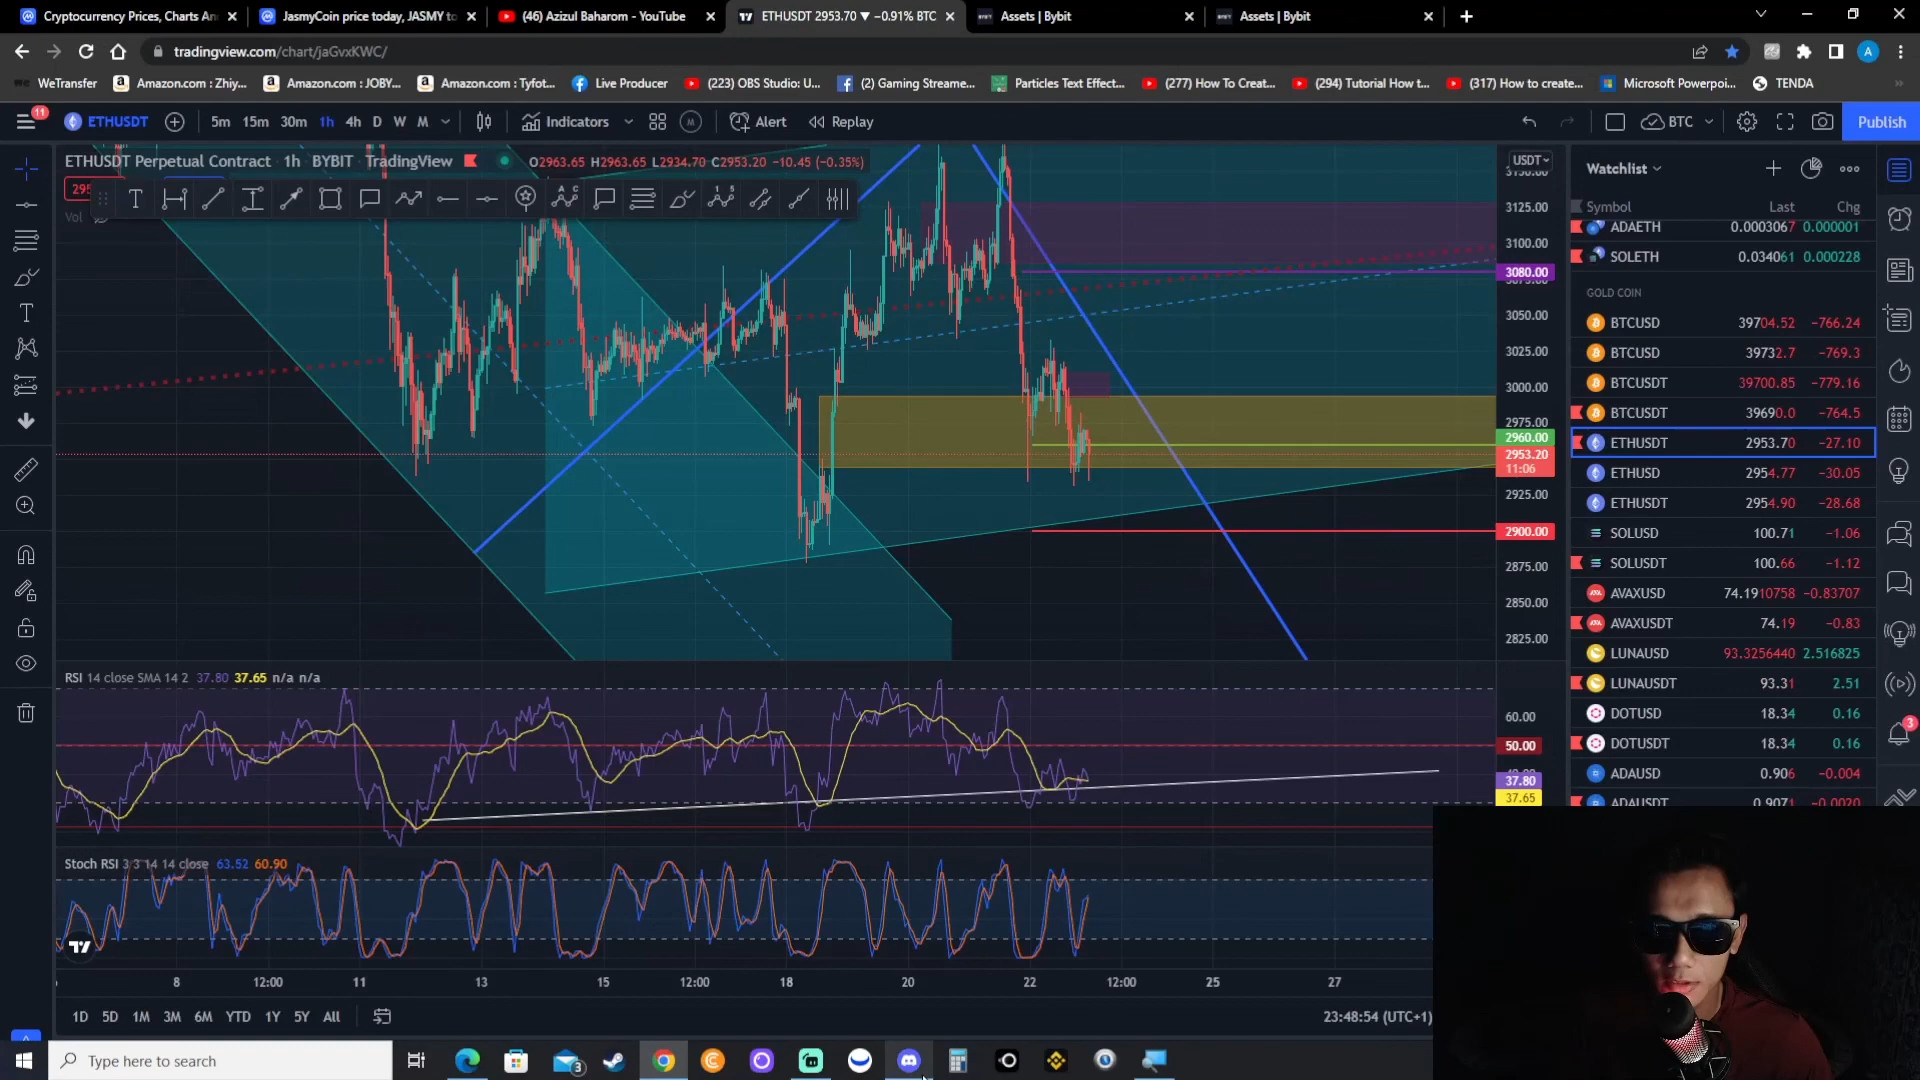 Cryptocurrency Prices, Charts An
JasmyCoin price today, JASMY to
(46) Azizul Baharom - YouTube
ETHUSDT 2953.70 ▼ −0.91% BTC
Assets | Bybit
Assets | Bybit
tradingview.com/chart/jaGvxKWC/
WeTransfer
Amazon.com : Zhiy...
Amazon.com : JOBY...
Amazon.com : Tyfot...
Live Producer
(223) OBS Studio: U...
(2) Gaming Streame...
Particles Text Effect...
(277) How To Creat...
(294) Tutorial How t...
(317) How to create...
Microsoft Powerpoi...
TENDA
11
ETHUSDT
5m 15m 30m 1h 4h D W M
Indicators
Alert
Replay
BTC
Publish
ETHUSDT Perpetual Contract · 1h · BYBIT · TradingView
O2963.65 H2963.65 L2934.70 C2953.20 −10.45 (−0.35%)
Vol
USDT
3125.00
3100.00
3080.00
3050.00
3025.00
3000.00
2975.00
2960.00
2953.20
11:06
2925.00
2900.00
2875.00
2850.00
2825.00
RSI 14 close SMA 14 2 37.80 37.65 n/a n/a
60.00
50.00
37.80
37.65
Stoch RSI 3 3 14 14 close 63.52 60.90
8 12:00 11 13 15 12:00 18 20 22 12:00 25 27
1D 5D 1M 3M 6M YTD 1Y 5Y All
23:48:54 (UTC+1)
Watchlist
Symbol Last Chg
ADAETH 0.0003067 0.000001
SOLETH 0.034061 0.000228
GOLD COIN
BTCUSD 39704.52 −766.24
BTCUSD 39732.7 −769.3
BTCUSDT 39700.85 −779.16
BTCUSDT 39690.0 −764.5
ETHUSDT 2953.70 −27.10
ETHUSD 2954.77 −30.05
ETHUSDT 2954.90 −28.68
SOLUSD 100.71 −1.06
SOLUSDT 100.66 −1.12
AVAXUSD 74.1910758 −0.83707
AVAXUSDT 74.19 −0.83
LUNAUSD 93.3256440 2.516825
LUNAUSDT 93.31 2.51
DOTUSD 18.34 0.16
DOTUSDT 18.34 0.16
ADAUSD 0.906 −0.004
ADAUSDT 0.9071 −0.0020
3
Type here to search
3